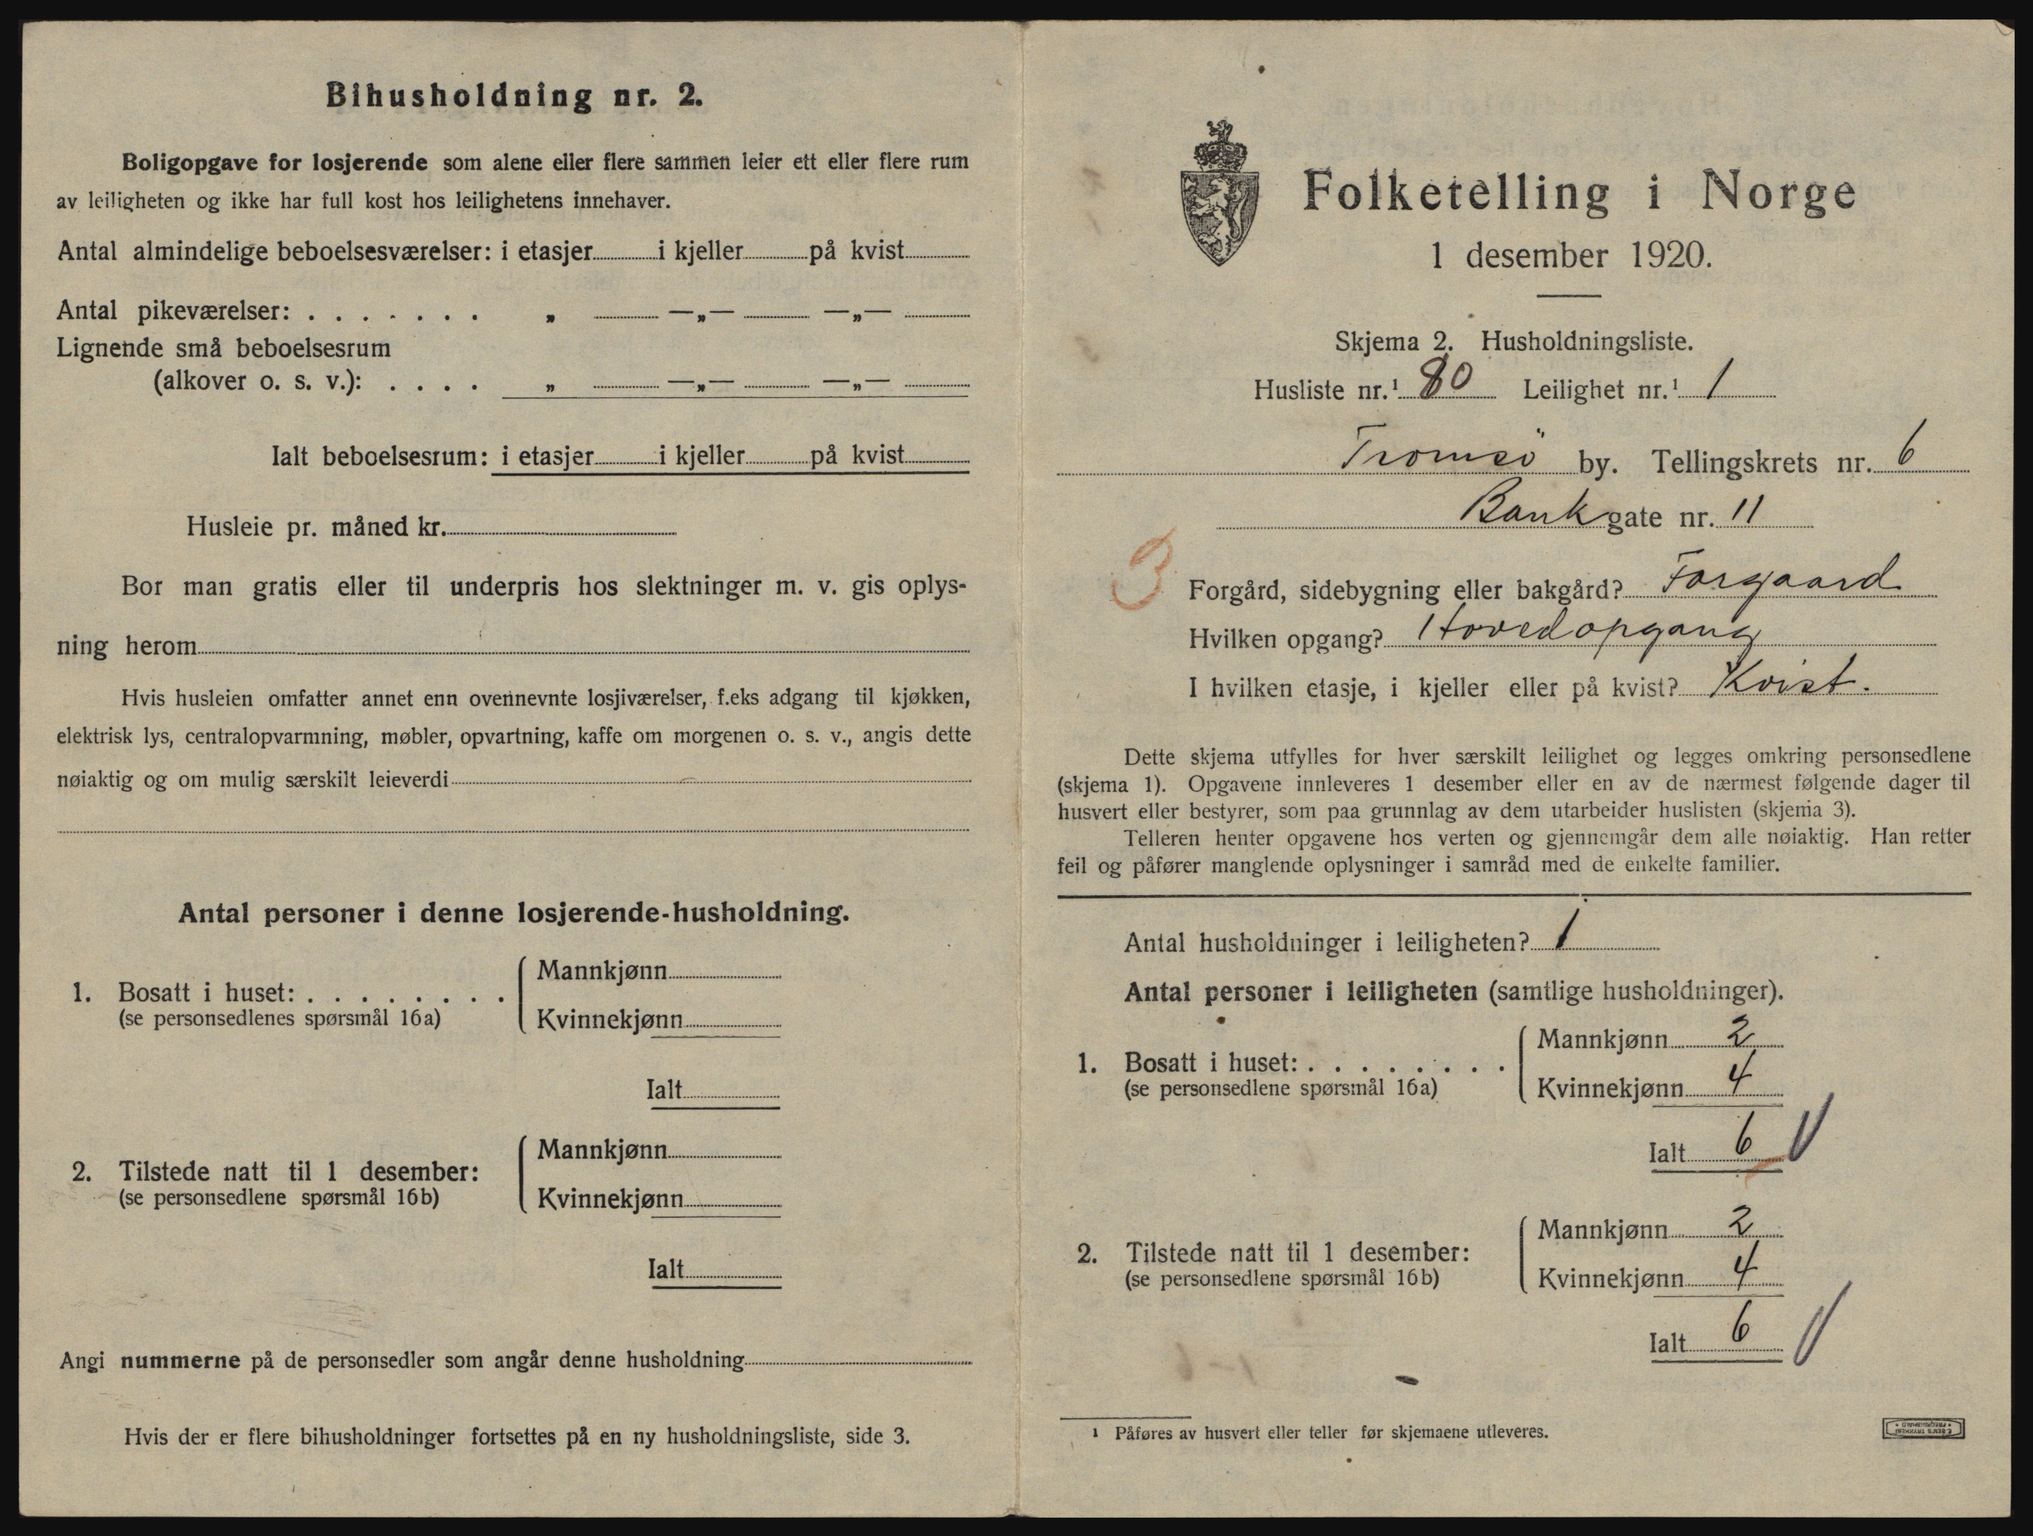 Bihusholdning nr. 2.
Boligopgave for losjerende som alene eller flere sammen leier ett eller flere rum
av leiligheten og ikke har full kost hos leilighetens innehaver.
Antal almindelige beboelsesværelser: i etasjer i kjeller på kvist
Antal pikeværelser: . . . . . . . „ —„— —„—
Lignende små beboelsesrum
(alkover o. s. v.): . . . . „ —„— —„—
Ialt beboelsesrum: i etasjer i kjeller på kvist
Husleie pr. måned kr.
Bor man gratis eller til underpris hos slektninger m. v. gis oplys-
ning herom
Hvis husleien omfatter annet enn ovennevnte losjiværelser, f.eks adgang til kjøkken,
elektrisk lys, centralopvarmning, møbler, opvartning, kaffe om morgenen o. s. v., angis dette
nøiaktig og om mulig særskilt leieverdi
Antal personer i denne losjerende-husholdning.
1. Bosatt i huset: . . . . . . . . Mannkjønn
(se personsedlenes spørsmål 16a) Kvinnekjønn
Ialt
2. Tilstede natt til 1 desember: Mannkjønn
(se personsedlene spørsmål 16b) Kvinnekjønn
Ialt
Angi nummerne på de personsedler som angår denne husholdning
Hvis der er flere bihusholdninger fortsettes på en ny husholdningsliste, side 3.
Folketelling i Norge
1 desember 1920.
Skjema 2. Husholdningsliste.
Husliste nr.¹ 80 Leilighet nr.¹ 1
Tromsö by. Tellingskrets nr. 6
Bank gate nr. 11
3
Forgård, sidebygning eller bakgård? Forgaard
Hvilken opgang? Hovedopgang
I hvilken etasje, i kjeller eller på kvist? Kvist.
Dette skjema utfylles for hver særskilt leilighet og legges omkring personsedlene
(skjema 1). Opgavene innleveres 1 desember eller en av de nærmest følgende dager til
husvert eller bestyrer, som paa grunnlag av dem utarbeider huslisten (skjema 3).
Telleren henter opgavene hos verten og gjennemgår dem alle nøiaktig. Han retter
feil og påfører manglende oplysninger i samråd med de enkelte familier.
Antal husholdninger i leiligheten? 1
Antal personer i leiligheten (samtlige husholdninger).
1. Bosatt i huset: . . . . . . . . Mannkjønn 2
(se personsedlene spørsmål 16a) Kvinnekjønn 4
Ialt 6
2. Tilstede natt til 1 desember: Mannkjønn 2
(se personsedlene spørsmål 16b) Kvinnekjønn 4
Ialt 6
¹ Påføres av husvert eller teller før skjemaene utleveres.